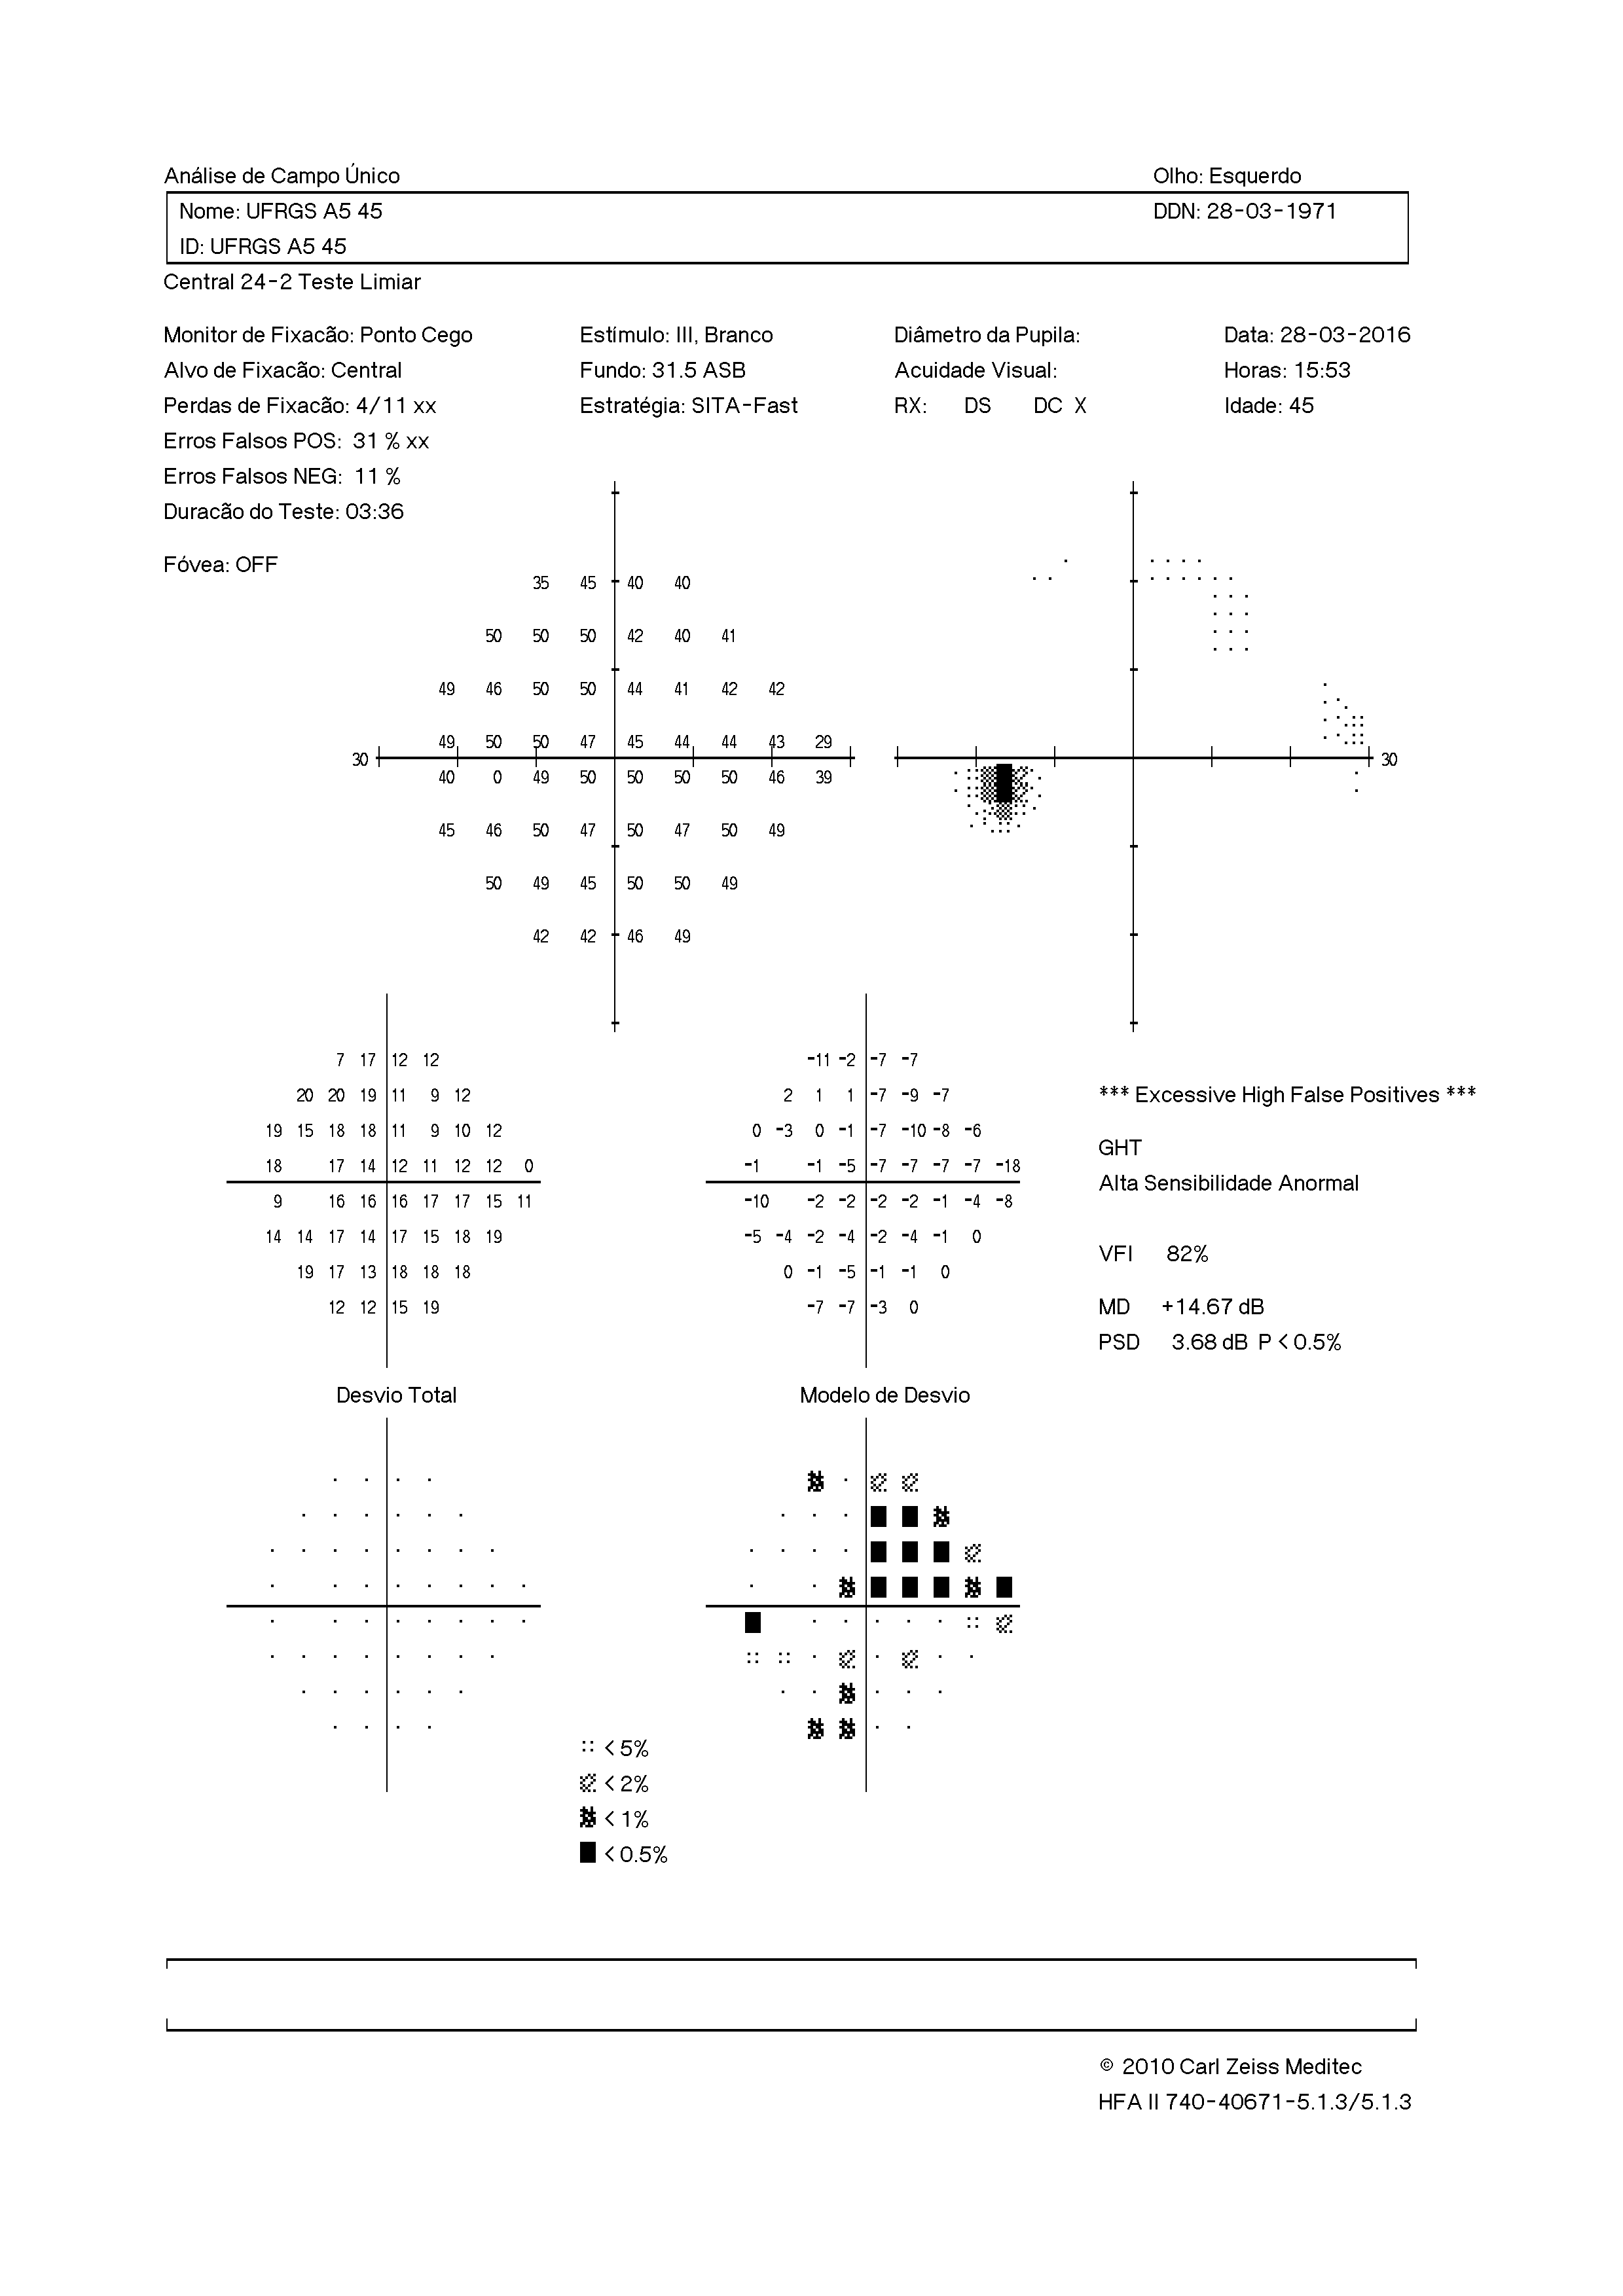 Análise de Campo Único Olho: Esquerdo
Nome: UFRGS A5 45 DDN: 28-03-1971
ID: UFRGS A5 45
Central 24-2 Teste Limiar
Monitor de Fixacão: Ponto Cego Estímulo: III, Branco Diâmetro da Pupila: Data: 28-03-2016
Alvo de Fixacão: Central Fundo: 31.5 ASB Acuidade Visual: Horas: 15:53
Perdas de Fixacão: 4/11 xx Estratégia: SITA-Fast RX: DS DC X Idade: 45
Erros Falsos POS: 31 % xx
Erros Falsos NEG: 11 %
Duracão do Teste: 03:36
Fóvea: OFF
35 45 40 40
50 50 50 42 40 41
49 46 50 50 44 41 42 42
49 50 50 47 45 44 44 43 29
30 30
40 0 49 50 50 50 50 46 39
45 46 50 47 50 47 50 49
50 49 45 50 50 49
42 42 46 49
7 17 12 12 -11 -2 -7 -7
20 20 19 11 9 12 2 1 1 -7 -9 -7 *** Excessive High False Positives ***
19 15 18 18 11 9 10 12 0 -3 0 -1 -7 -10 -8 -6
GHT
18 17 14 12 11 12 12 0 -1 -1 -5 -7 -7 -7 -7 -18
Alta Sensibilidade Anormal
9 16 16 16 17 17 15 11 -10 -2 -2 -2 -2 -1 -4 -8
14 14 17 14 17 15 18 19 -5 -4 -2 -4 -2 -4 -1 0
VFI 82%
19 17 13 18 18 18 0 -1 -5 -1 -1 0
12 12 15 19 -7 -7 -3 0 MD +14.67 dB
PSD 3.68 dB P < 0.5%
Desvio Total Modelo de Desvio
< 5%
< 2%
< 1%
< 0.5%
© 2010 Carl Zeiss Meditec
HFA II 740-40671-5.1.3/5.1.3